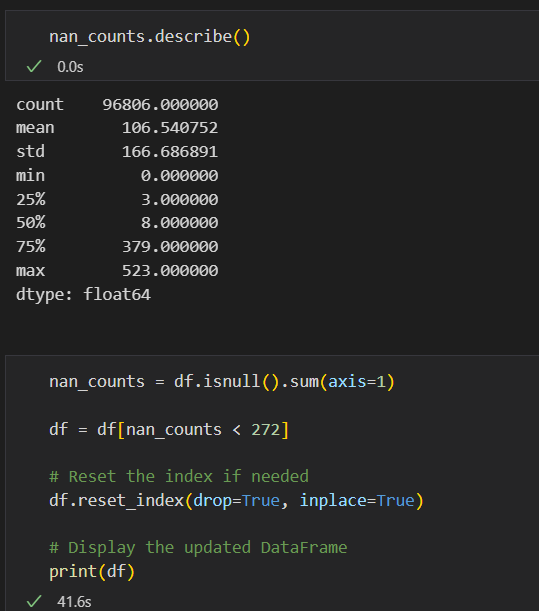 nan_counts.describe()
0.0s
count    96806.000000
mean       106.540752
std        166.686891
min          0.000000
25%          3.000000
50%          8.000000
75%        379.000000
max        523.000000
dtype: float64
nan_counts = df.isnull().sum(axis=1)
df = df[nan_counts < 272]
# Reset the index if needed
df.reset_index(drop=True, inplace=True)
# Display the updated DataFrame
print(df)
41.6s